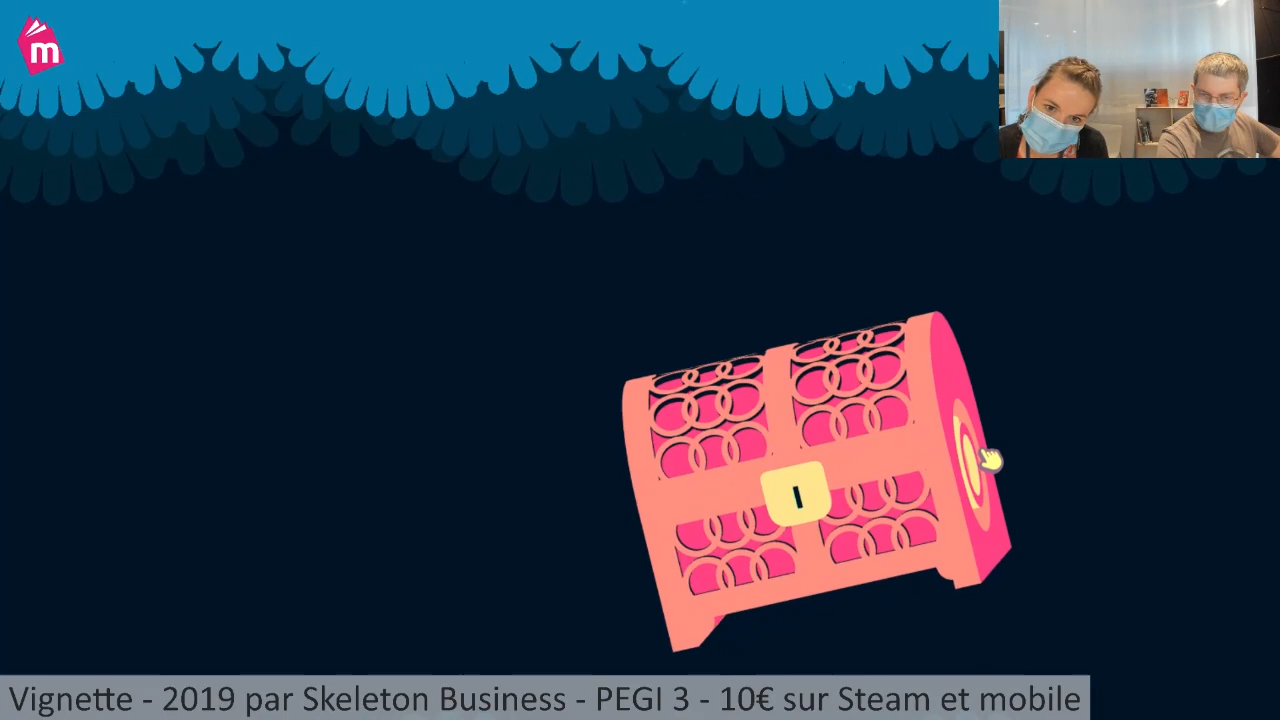 m
Vignette - 2019 par Skeleton Business - PEGI 3 - 10€ sur Steam et mobile